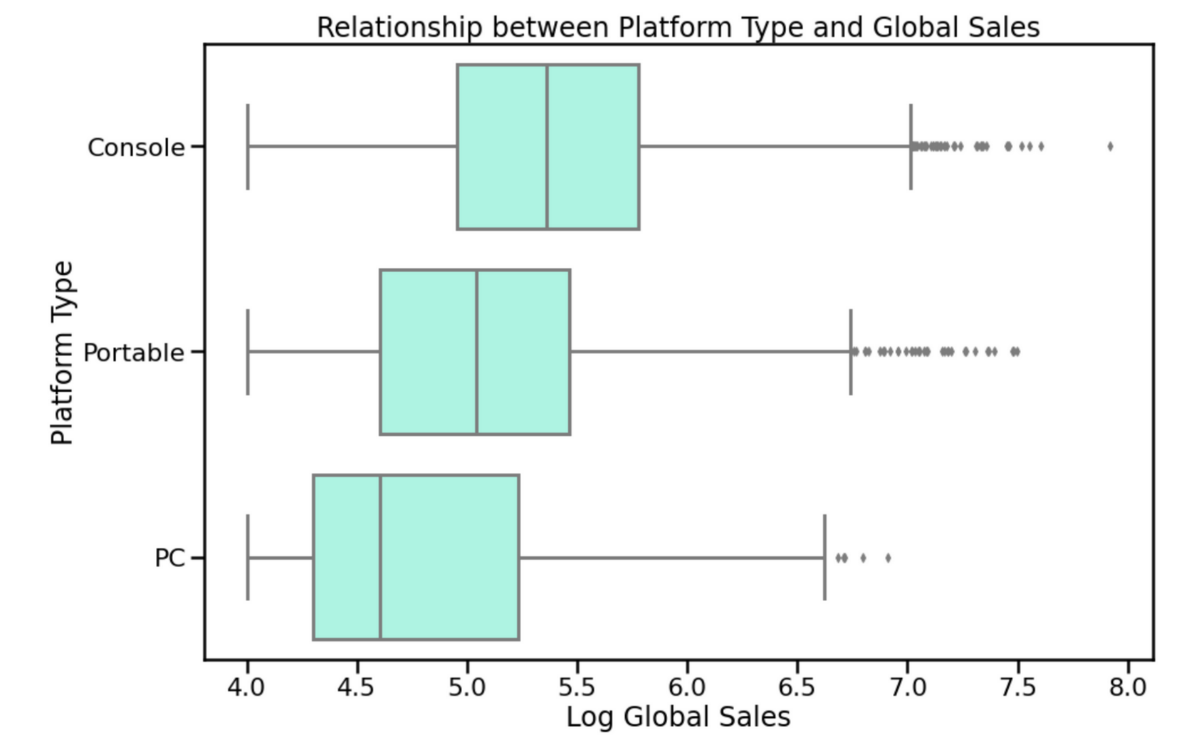 Relationship between Platform Type and Global Sales
Platform Type
Console
Portable
PC
4.0 4.5 5.0 5.5 6.0 6.5 7.0 7.5 8.0
Log Global Sales